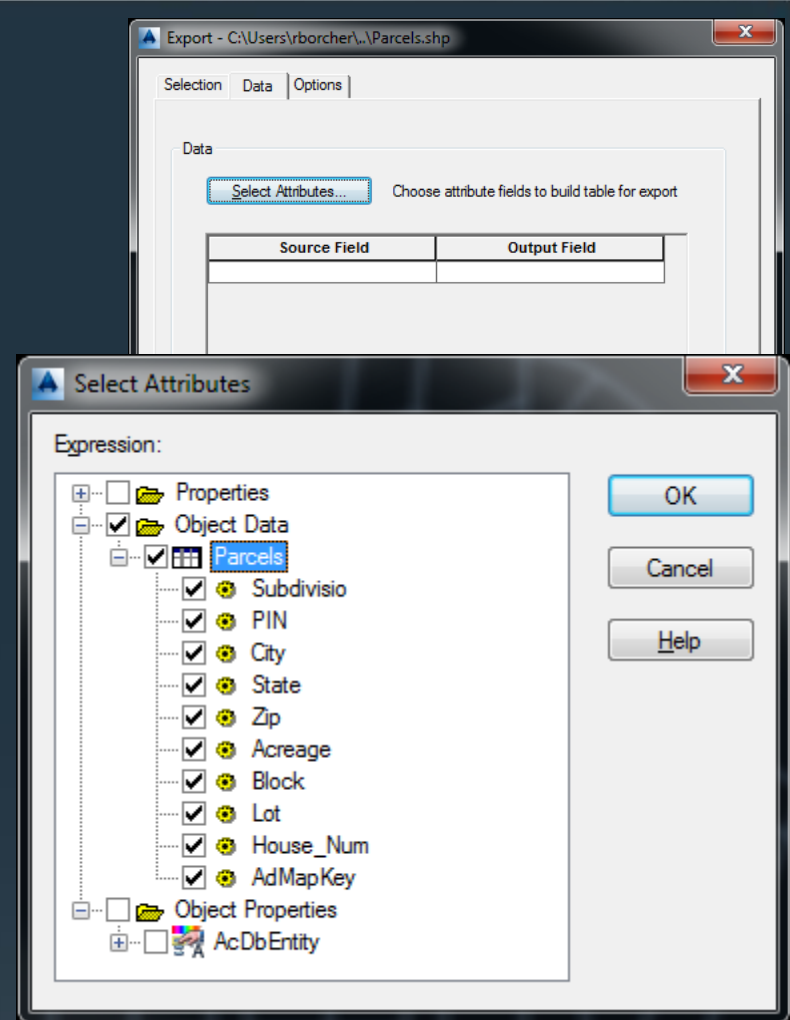 Export - C:\Users\rborcher\..\Parcels.shp
Selection Data Options
Data
Select Attributes... Choose attribute fields to build table for export
Source Field Output Field
Select Attributes
Expression:
Properties
Object Data
Parcels
Subdivisio
PIN
City
State
Zip
Acreage
Block
Lot
House_Num
AdMapKey
Object Properties
AcDbEntity
OK
Cancel
Help